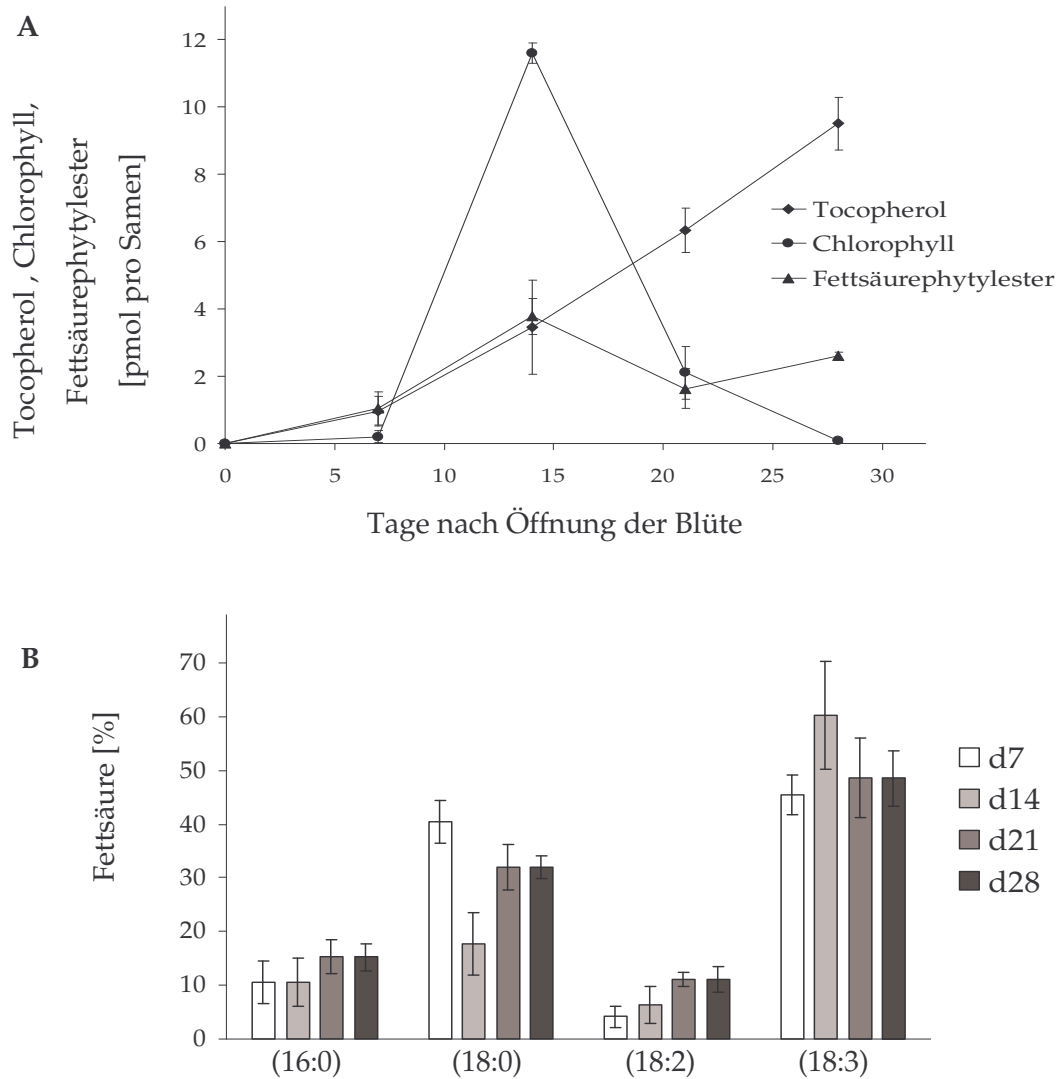 A
Tocopherol , Chlorophyll,
Fettsäurephytylester
[pmol pro Samen]
12
10
8
6
4
2
0
Tocopherol
Chlorophyll
Fettsäurephytylester
0 5 10 15 20 25 30
Tage nach Öffnung der Blüte
B
Fettsäure [%]
70
60
50
40
30
20
10
0
d7
d14
d21
d28
(16:0) (18:0) (18:2) (18:3)